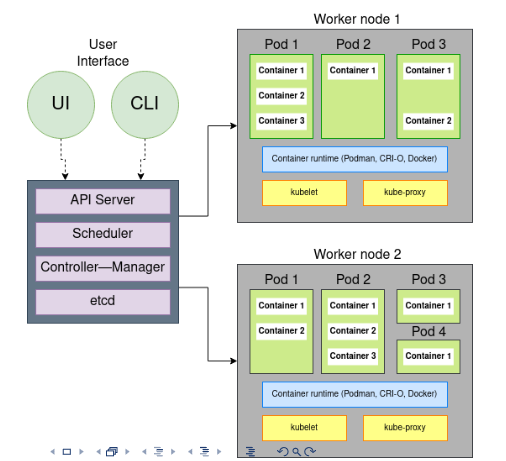 User
Interface
UI
CLI
API Server
Scheduler
Controller—Manager
etcd
Worker node 1
Pod 1
Container 1
Container 2
Container 3
Pod 2
Container 1
Pod 3
Container 1
Container 2
Container runtime (Podman, CRI-O, Docker)
kubelet
kube-proxy
Worker node 2
Pod 1
Container 1
Container 2
Pod 2
Container 1
Container 2
Container 3
Pod 3
Container 1
Pod 4
Container 1
Container runtime (Podman, CRI-O, Docker)
kubelet
kube-proxy